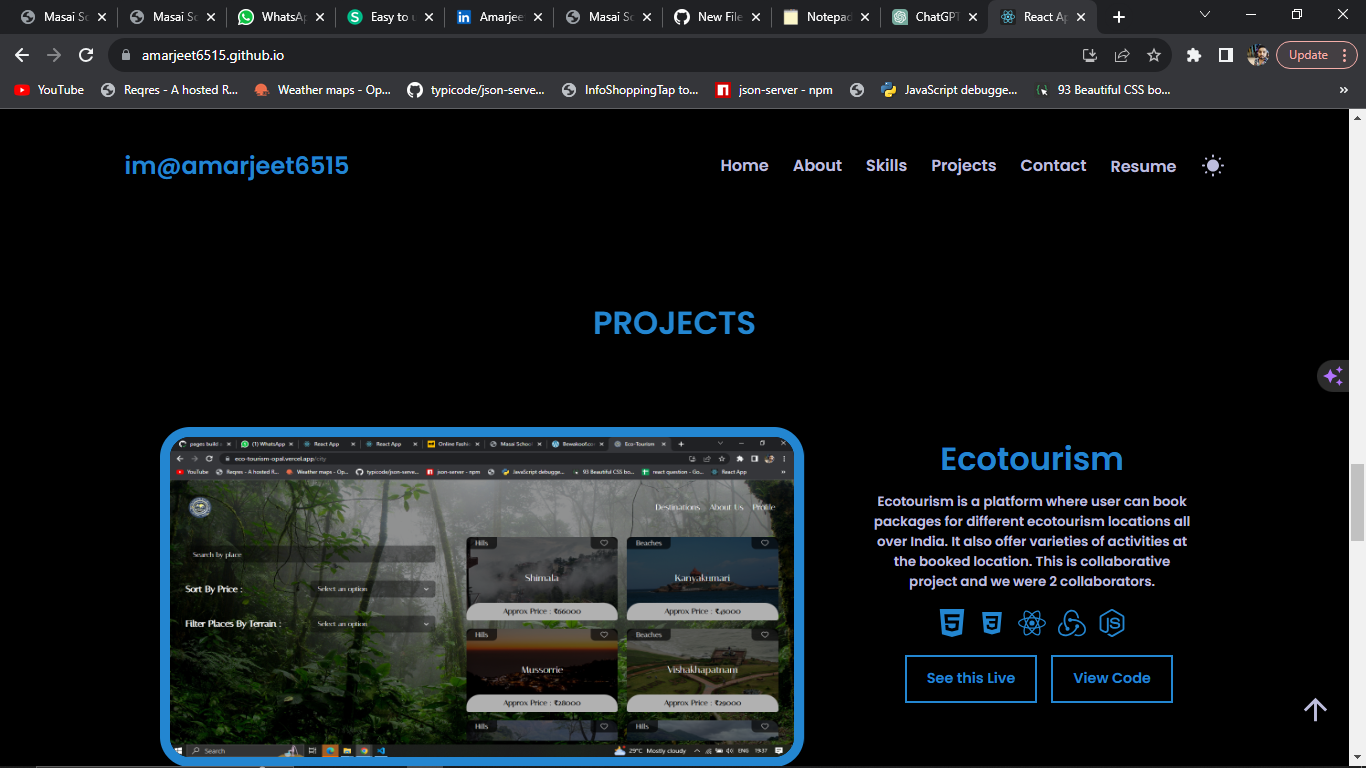 Masai Sc
Masai Sc
WhatsAp
Easy to u
Amarjee
Masai Sc
New File
Notepad
ChatGPT
React Ap
amarjeet6515.github.io
Update
YouTube
Reqres - A hosted R...
Weather maps - Op...
typicode/json-serve...
InfoShoppingTap to...
json-server - npm
JavaScript debugge...
93 Beautiful CSS bo...
»
im@amarjeet6515
Home About Skills Projects Contact Resume
PROJECTS
pages build
(1) WhatsApp
React App
React App
Online Fashi
Masai School
Bewakoof.co
Eco-Tourism
eco-tourism-opal.vercel.app/city
YouTube
Reqres - A hosted R...
Weather maps - Op...
typicode/json-serve...
InfoShoppingTap to...
json-server - npm
JavaScript debugge...
93 Beautiful CSS bo...
react question - Go...
React App
Destinations About Us Profile
Search by place
Sort By Price :
Select an option
Filter Places By Terrain :
Select an option
Hills
Shimala
Approx Price : ₹66000
Beaches
Kanyakumari
Approx Price : ₹41000
Hills
Mussorrie
Approx Price : ₹28000
Beaches
Vishakhapatnam
Approx Price : ₹29000
Hills
Hills
Search
29°C Mostly cloudy
ENG
19:37
Ecotourism
Ecotourism is a platform where user can book
packages for different ecotourism locations all
over India. It also offer varieties of activities at
the booked location. This is collaborative
project and we were 2 collaborators.
See this Live
View Code